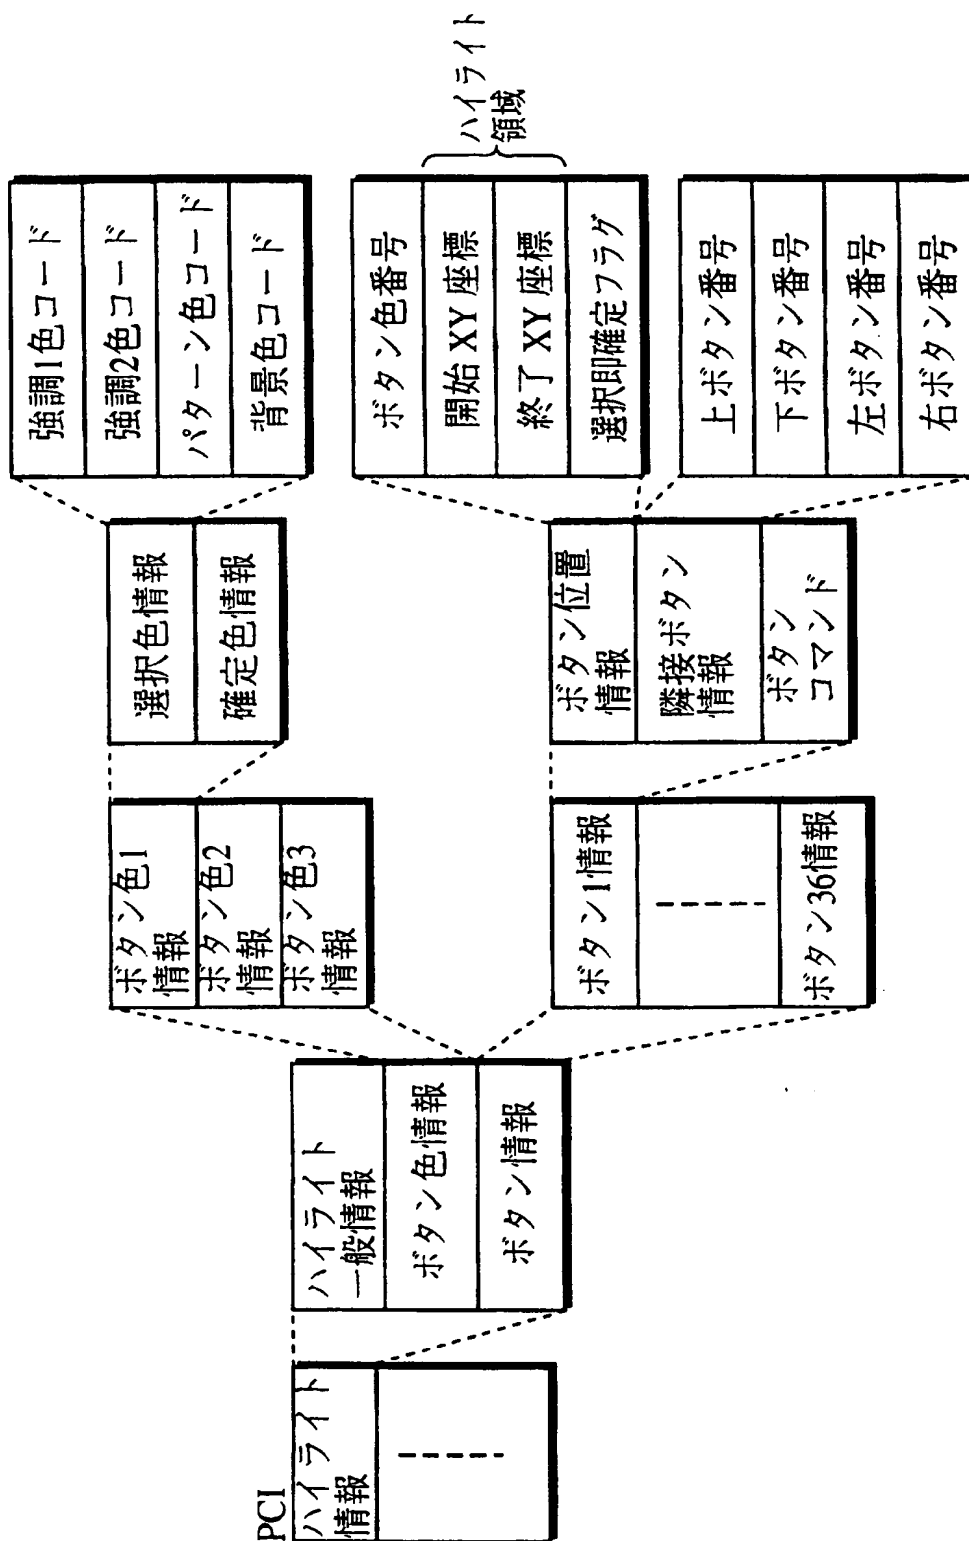 PCI
ハイライト
情報
ハイライト
一般情報
ボタン色情報
ボタン情報
ボタン色1
情報
ボタン色2
情報
ボタン色3
情報
ボタン1情報
ボタン36情報
選択色情報
確定色情報
ボタン位置
情報
隣接ボタン
情報
ボタン
コマンド
強調1色コード
強調2色コード
パターン色コード
背景色コード
ボタン色番号
開始 XY 座標
終了 XY 座標
選択即確定フラグ
ハイライト
領域
上ボタン番号
下ボタン番号
左ボタン番号
右ボタン番号